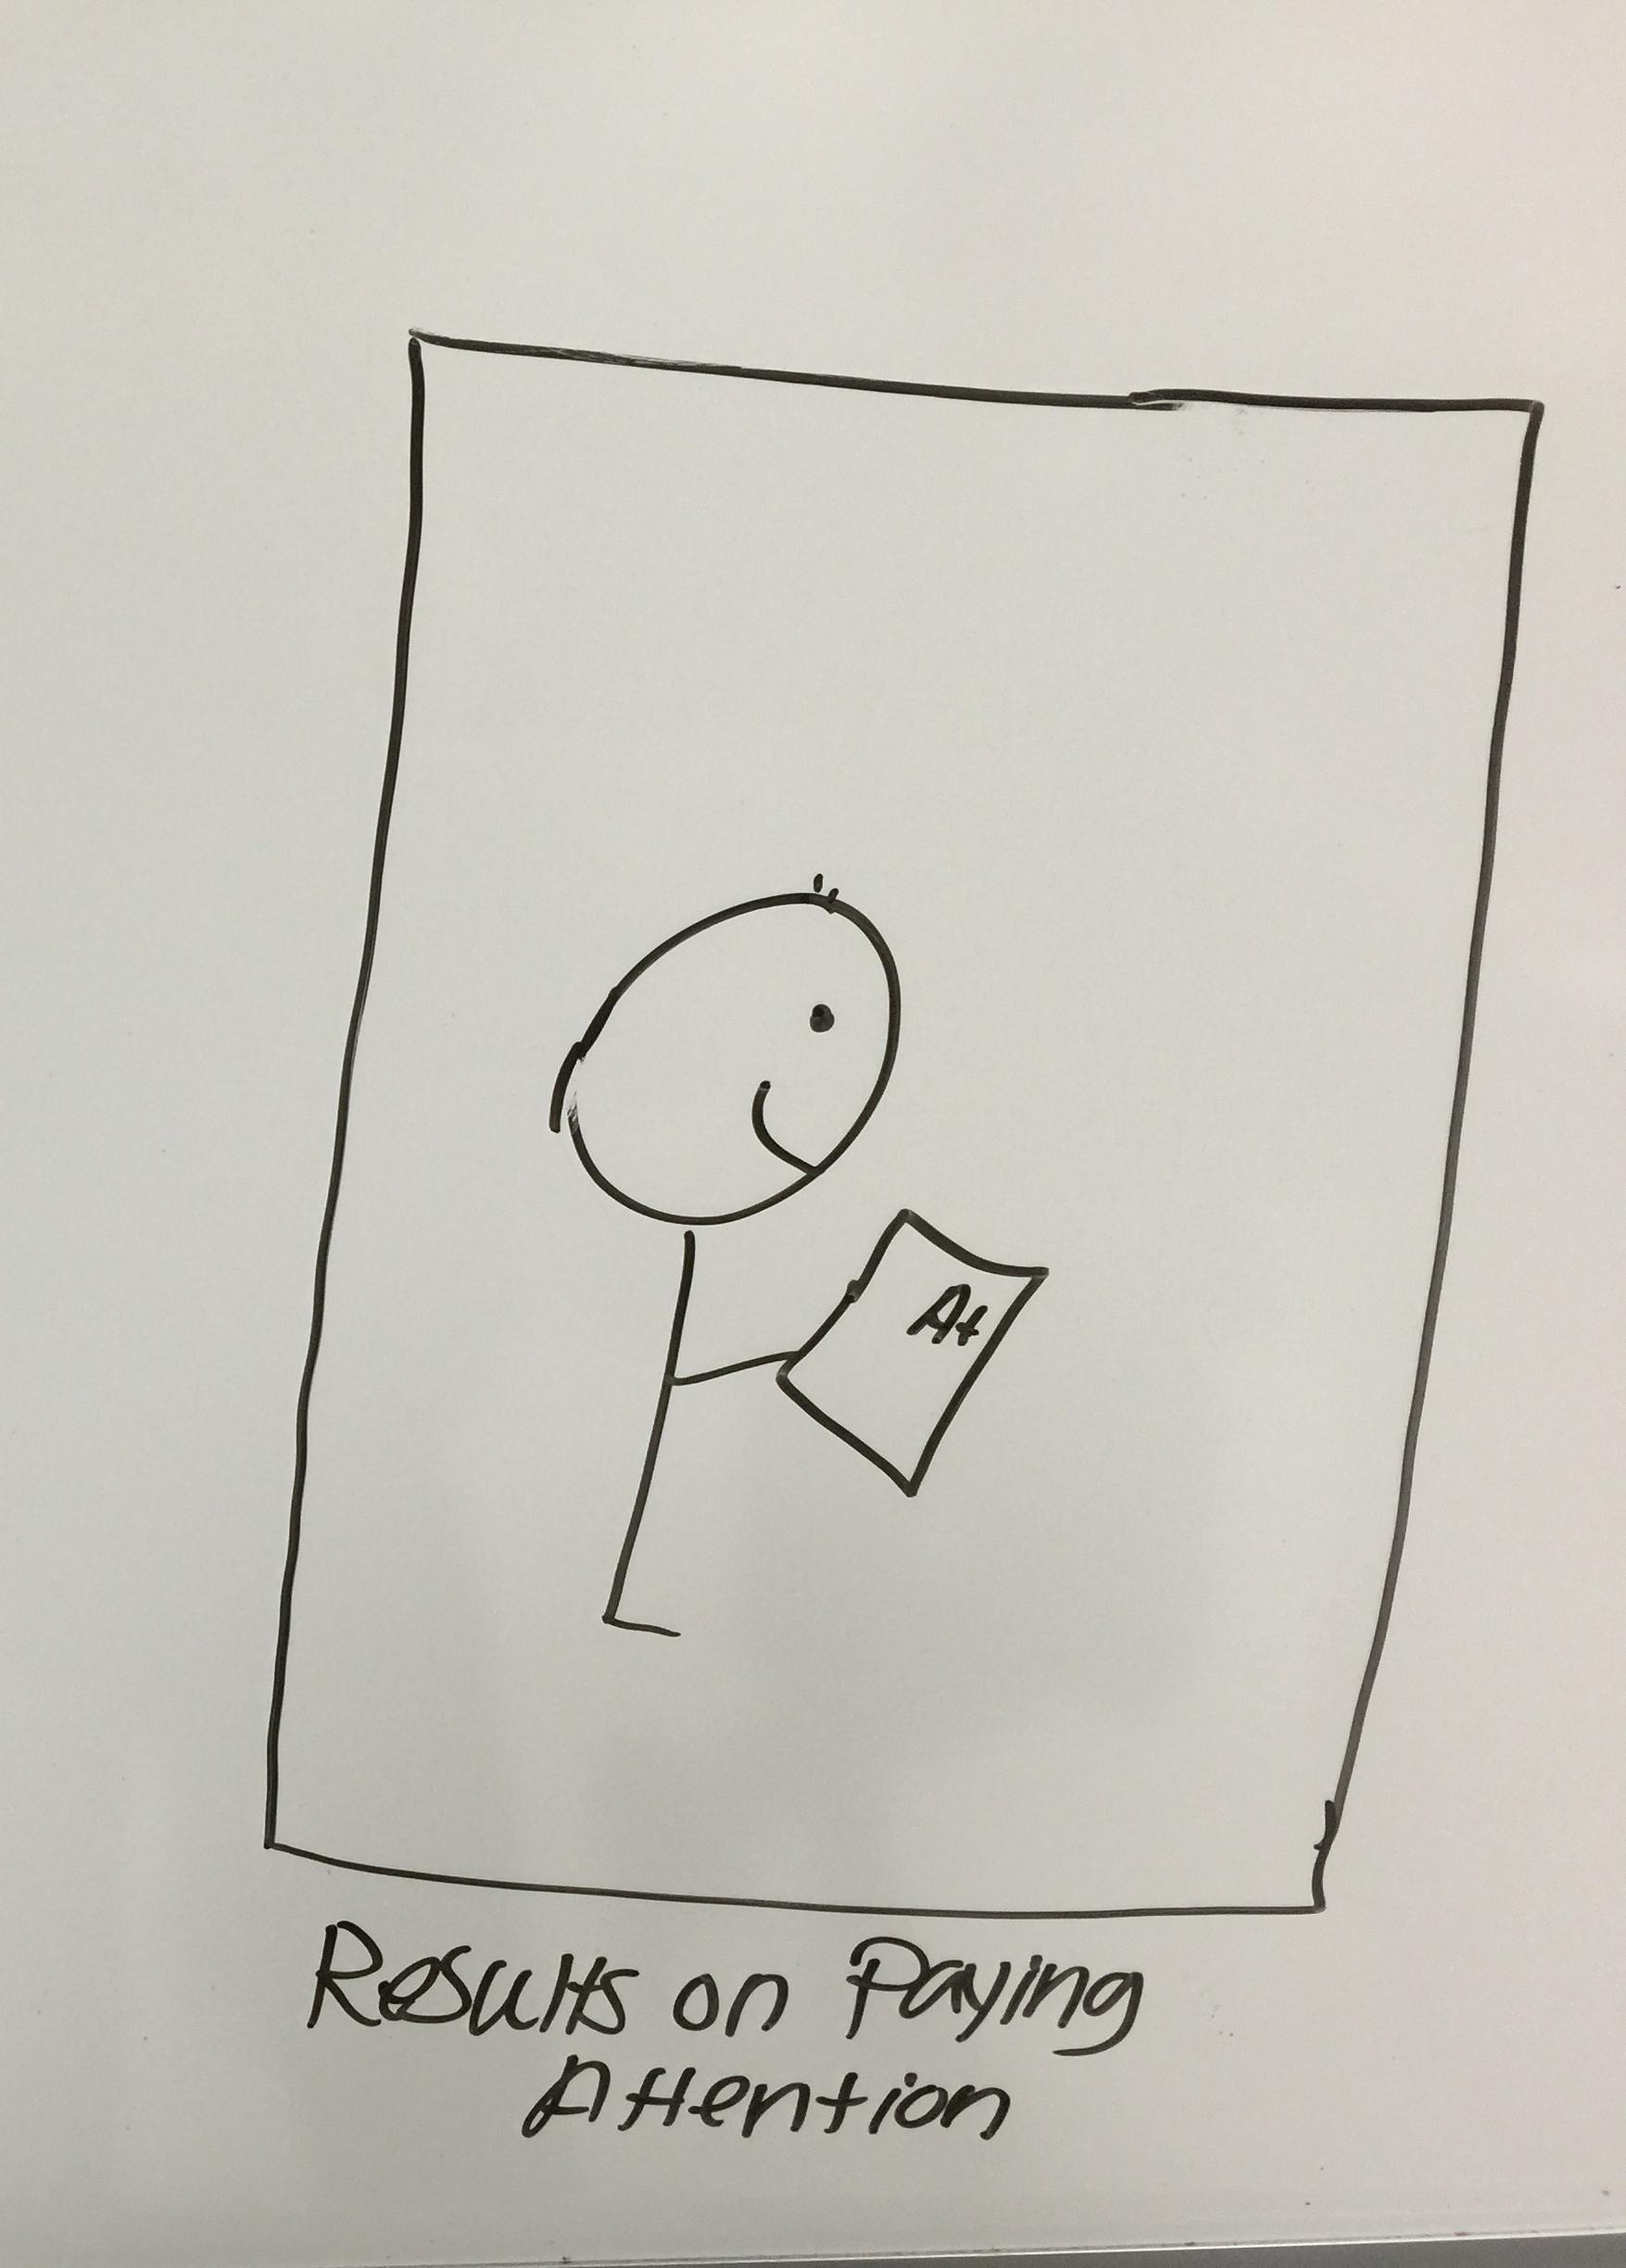 A+
Results on Paying
Attention